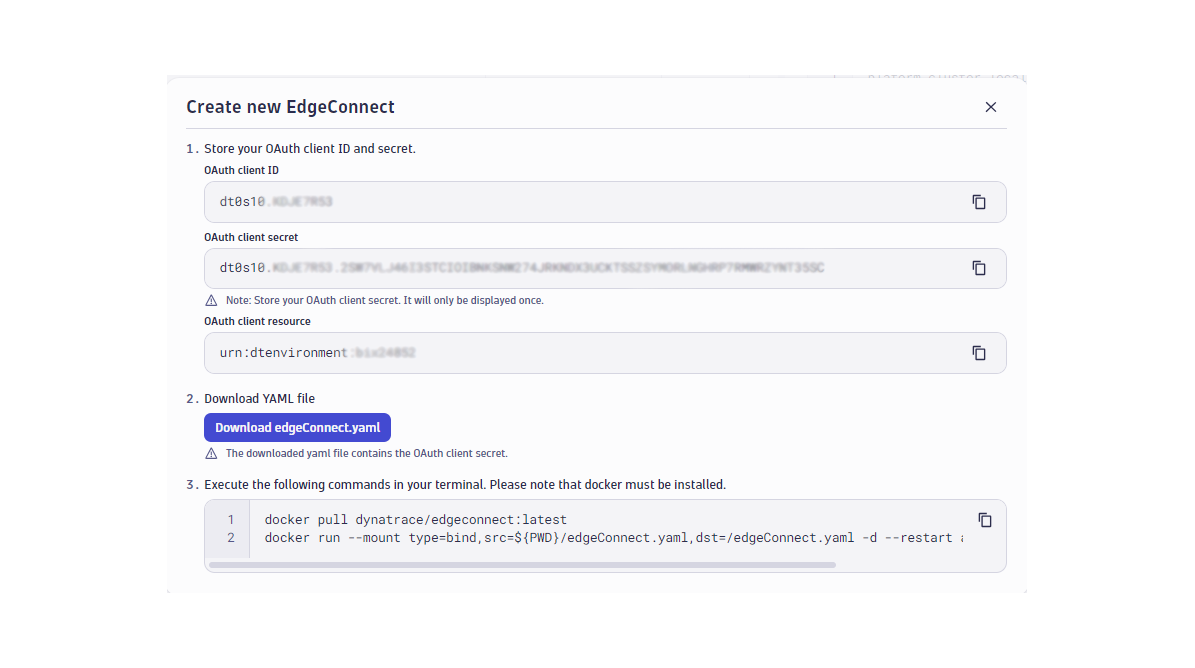 Create new EdgeConnect
1. Store your OAuth client ID and secret.
OAuth client ID
dt0s10
OAuth client secret
dt0s10.
Note: Store your OAuth client secret. It will only be displayed once.
OAuth client resource
urn:dtenvironment
2. Download YAML file
Download edgeConnect.yaml
The downloaded yaml file contains the OAuth client secret.
3. Execute the following commands in your terminal. Please note that docker must be installed.
1 docker pull dynatrace/edgeconnect:latest
2 docker run --mount type=bind,src=${PWD}/edgeConnect.yaml,dst=/edgeConnect.yaml -d --restart